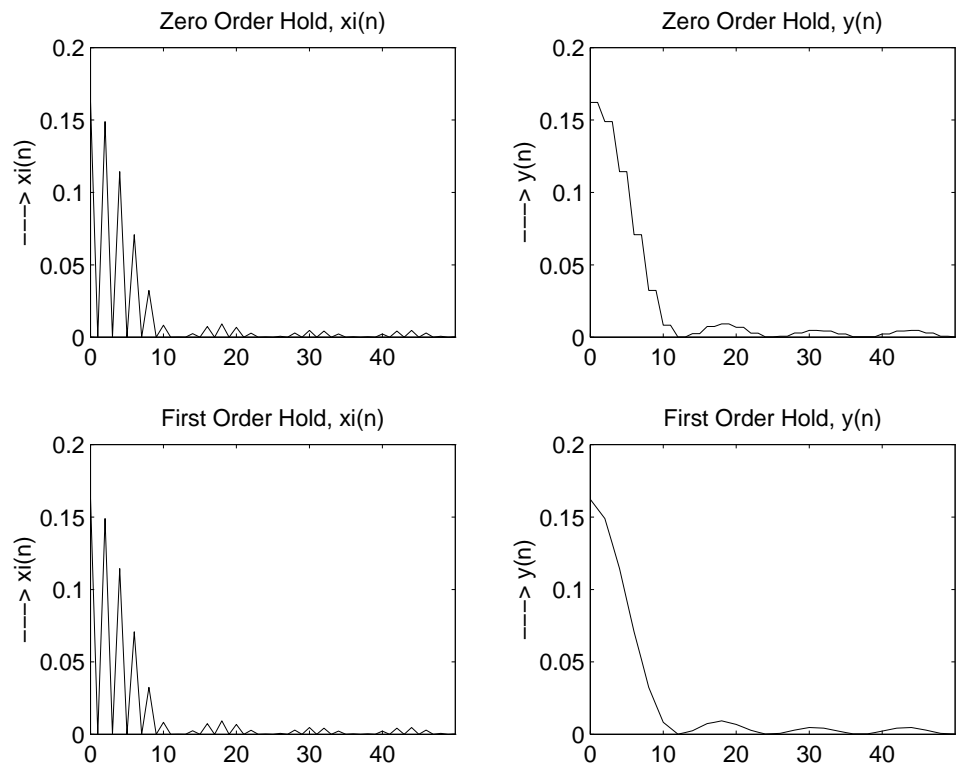 Zero Order Hold, xi(n)
0.2
0.15
0.1
0.05
0
———> xi(n)
0 10 20 30 40
Zero Order Hold, y(n)
0.2
0.15
0.1
0.05
0
———> y(n)
0 10 20 30 40
First Order Hold, xi(n)
0.2
0.15
0.1
0.05
0
———> xi(n)
0 10 20 30 40
First Order Hold, y(n)
0.2
0.15
0.1
0.05
0
———> y(n)
0 10 20 30 40